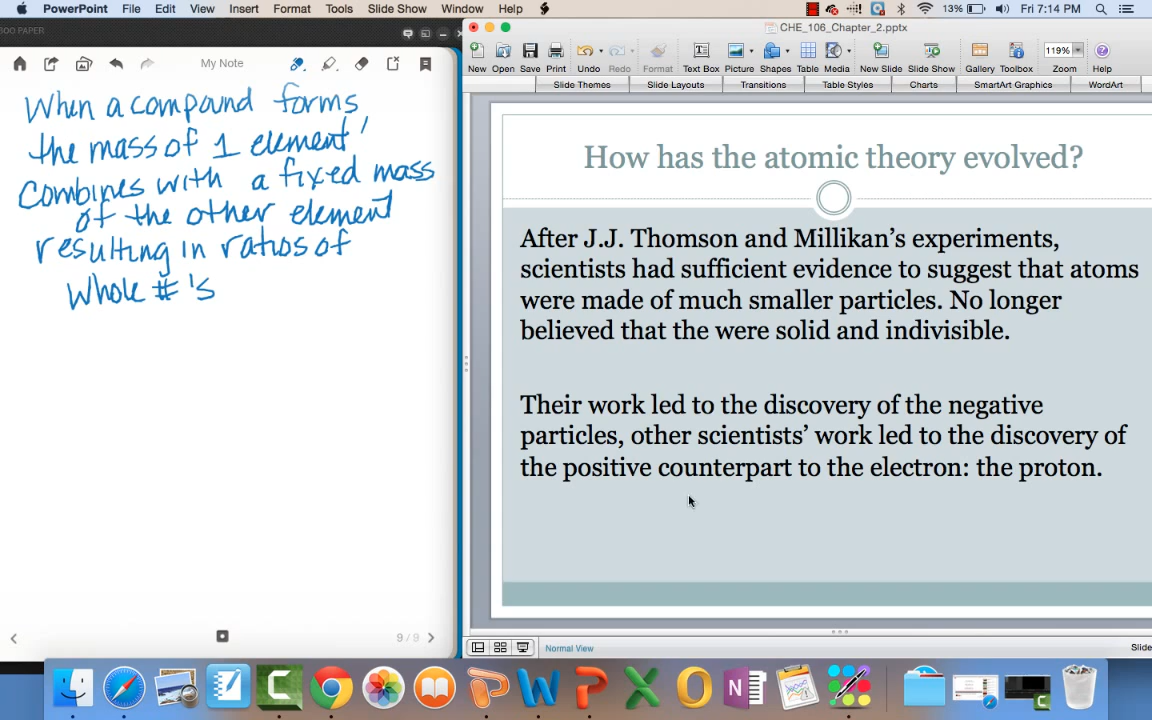 PowerPoint File Edit View Insert Format Tools Slide Show Window Help
13% Fri 7:14 PM
OO PAPER
CHE_106_Chapter_2.pptx
My Note
New Open Save Print Undo Redo Format Text Box Picture Shapes Table Media New Slide Slide Show Gallery Toolbox Zoom Help
119%
Slide Themes Slide Layouts Transitions Table Styles Charts SmartArt Graphics WordArt
When a compound forms,
the mass of 1 element
combines with a fixed mass
of the other element
resulting in ratios of
whole #'s
9 / 9
How has the atomic theory evolved?
After J.J. Thomson and Millikan's experiments,
scientists had sufficient evidence to suggest that atoms
were made of much smaller particles. No longer
believed that the were solid and indivisible.
Their work led to the discovery of the negative
particles, other scientists' work led to the discovery of
the positive counterpart to the electron: the proton.
Normal View
Slide